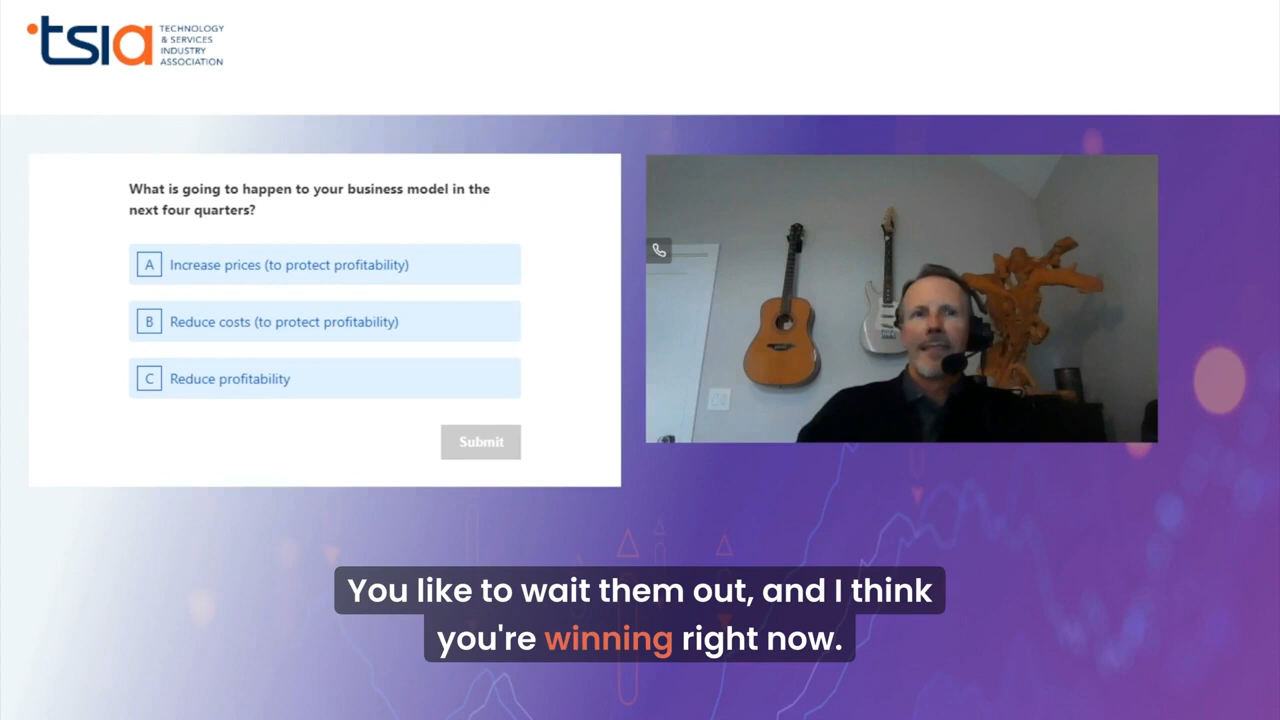 tsia
TECHNOLOGY
& SERVICES
INDUSTRY
ASSOCIATION
What is going to happen to your business model in the
next four quarters?
A Increase prices (to protect profitability)
B Reduce costs (to protect profitability)
C Reduce profitability
Submit
You like to wait them out, and I think
you're winning right now.